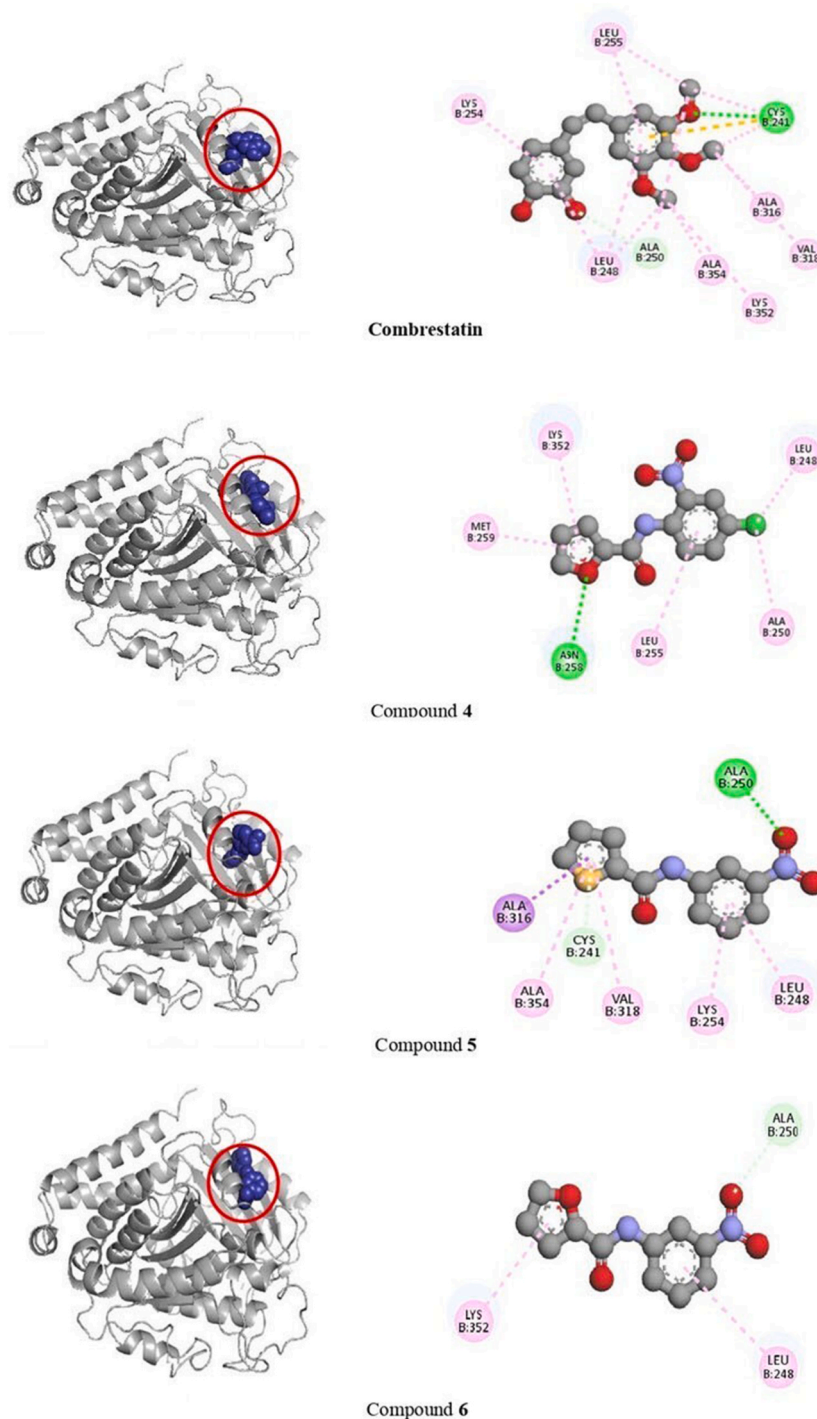 LEU
B:255
LYS
B:254
CYS
B:241
ALA
B:316
VAL
B:318
LEU
B:248
ALA
B:250
ALA
B:354
LYS
B:352
Combrestatin
LYS
B:352
LEU
B:248
MET
B:259
ALA
B:250
LEU
B:255
ASN
B:258
Compound 4
ALA
B:250
ALA
B:316
CYS
B:241
ALA
B:354
VAL
B:318
LYS
B:254
LEU
B:248
Compound 5
ALA
B:250
LYS
B:352
LEU
B:248
Compound 6